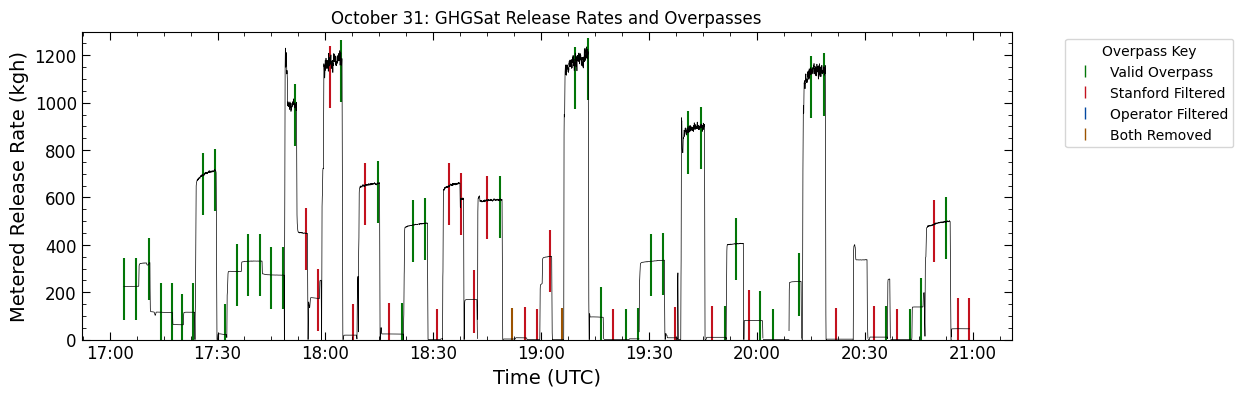 October 31: GHGSat Release Rates and Overpasses
Metered Release Rate (kgh)
1200
1000
800
600
400
200
0
17:00 17:30 18:00 18:30 19:00 19:30 20:00 20:30 21:00
Time (UTC)
Overpass Key
Valid Overpass
Stanford Filtered
Operator Filtered
Both Removed